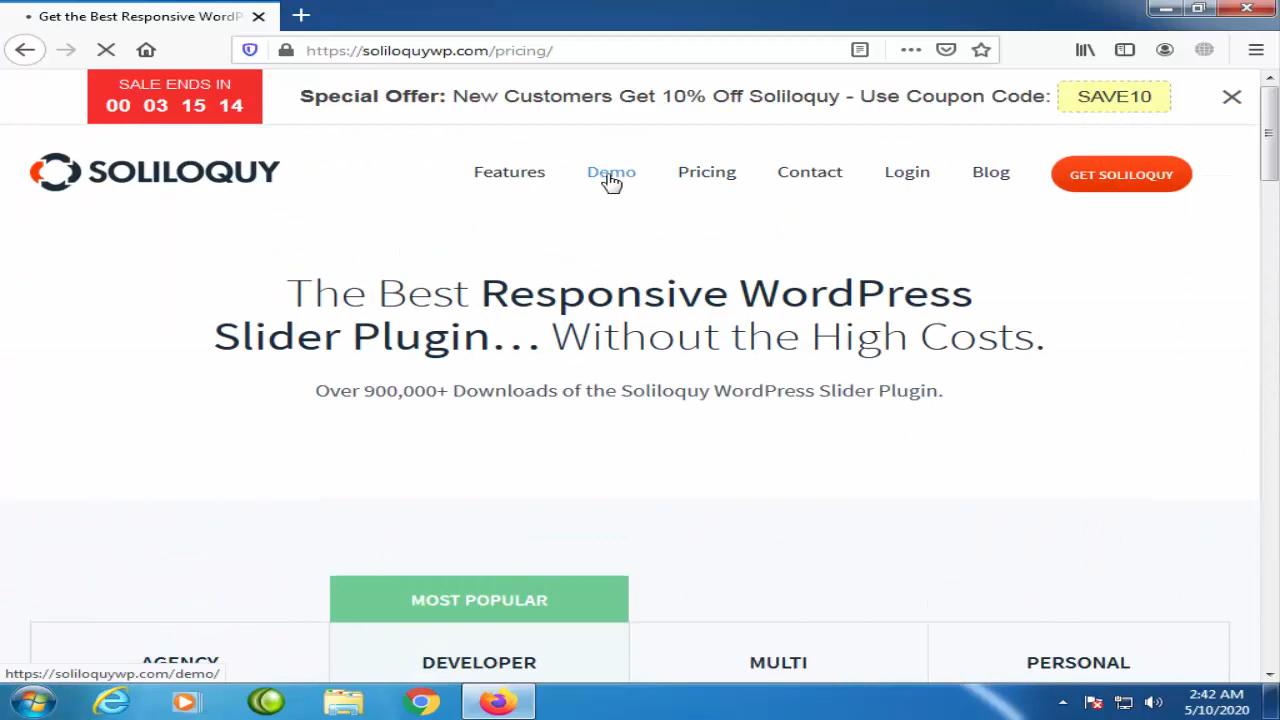 Get the Best Responsive WordP
https://soliloquywp.com/pricing/
SALE ENDS IN
00 03 15 14
Special Offer: New Customers Get 10% Off Soliloquy - Use Coupon Code:
SAVE10
SOLILOQUY
Features
Demo
Pricing
Contact
Login
Blog
GET SOLILOQUY
The Best Responsive WordPress
Slider Plugin... Without the High Costs.
Over 900,000+ Downloads of the Soliloquy WordPress Slider Plugin.
MOST POPULAR
AGENCY
DEVELOPER
MULTI
PERSONAL
https://soliloquywp.com/demo/
2:42 AM
5/10/2020